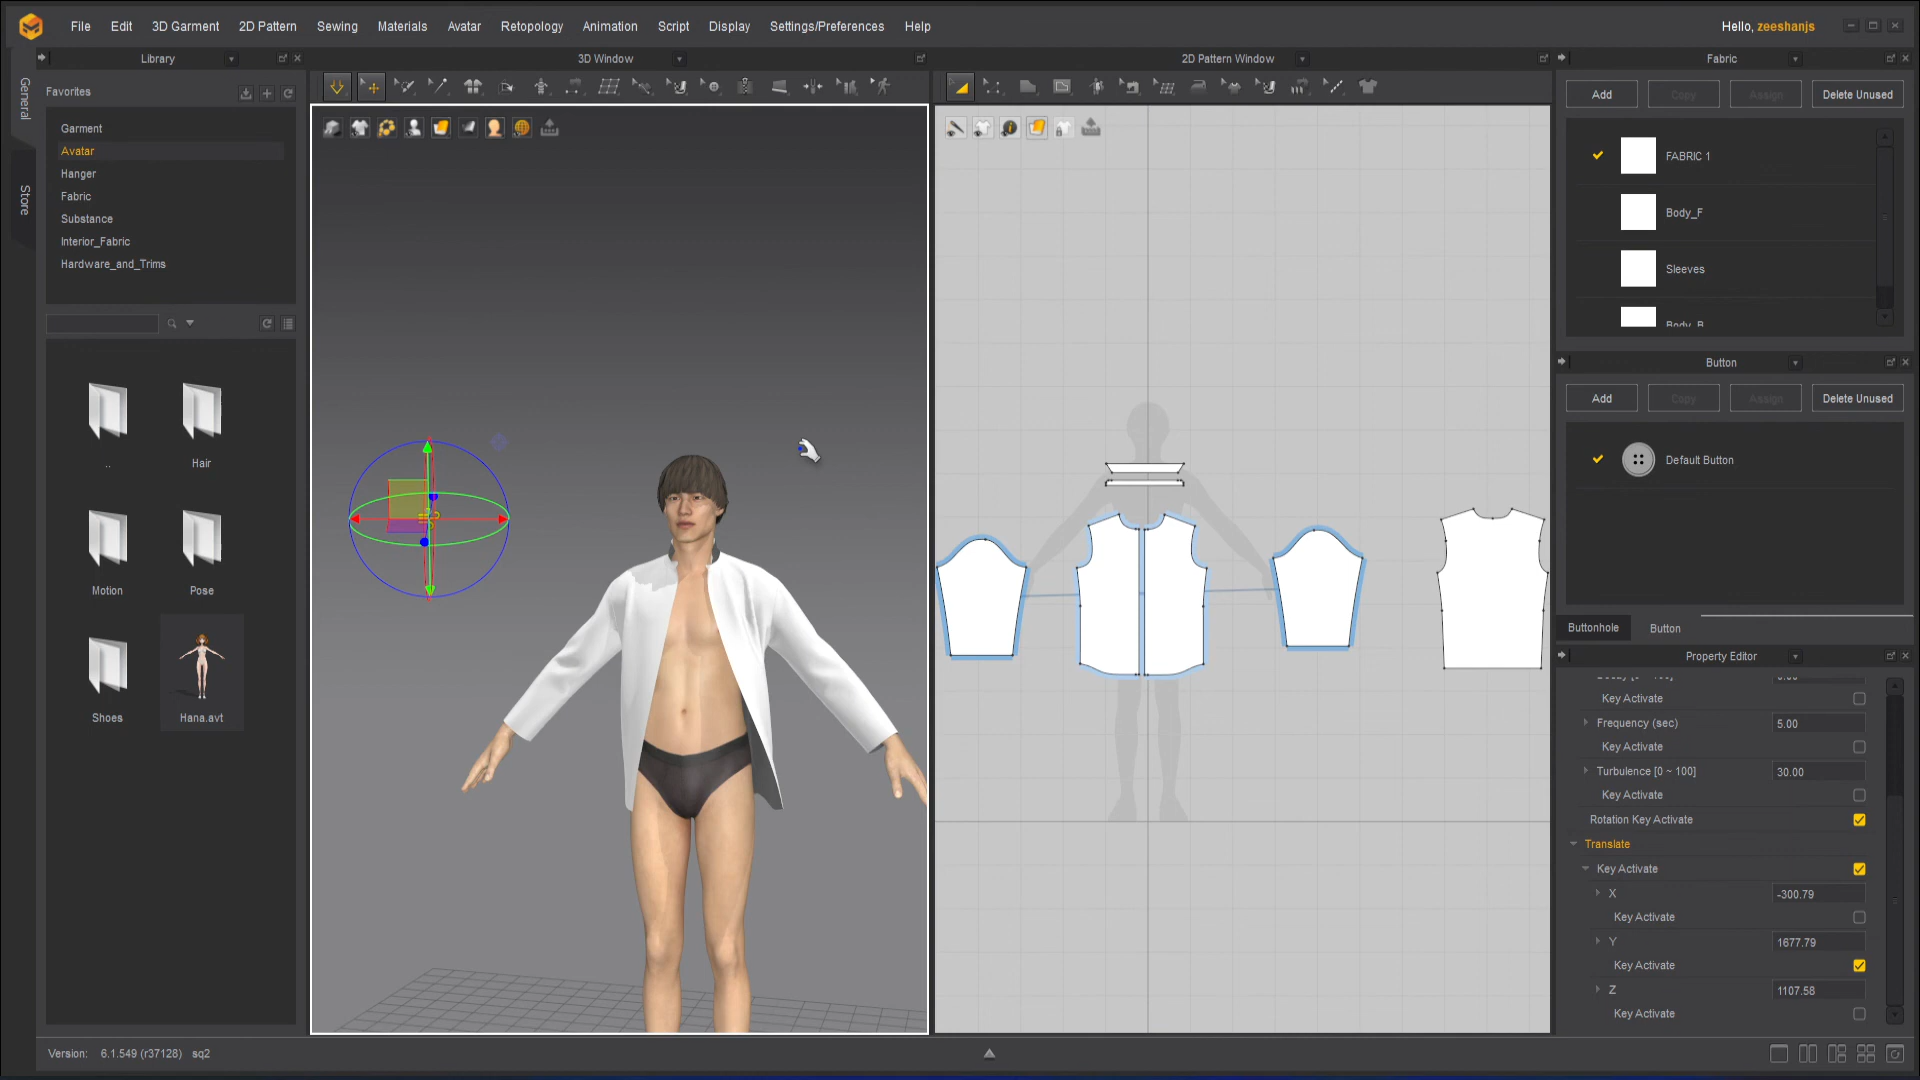 File Edit 3D Garment 2D Pattern Sewing Materials Avatar Retopology Animation Script Display Settings/Preferences Help
Hello, zeeshanjs
Library
3D Window
2D Pattern Window
Fabric
General
Store
Favorites
Garment
Avatar
Hanger
Fabric
Substance
Interior_Fabric
Hardware_and_Trims
..
Hair
Motion
Pose
Shoes
Hana.avt
Add Copy Assign Delete Unused
FABRIC 1
Body_F
Sleeves
Body_B
Button
Add Copy Assign Delete Unused
Default Button
Buttonhole Button
Property Editor
Key Activate
Frequency (sec) 5.00
Key Activate
Turbulence [0 ~ 100] 30.00
Key Activate
Rotation Key Activate
Translate
Key Activate
X -300.79
Key Activate
Y 1677.79
Key Activate
Z 1107.58
Key Activate
Version: 6.1.549 (r37128) sq2